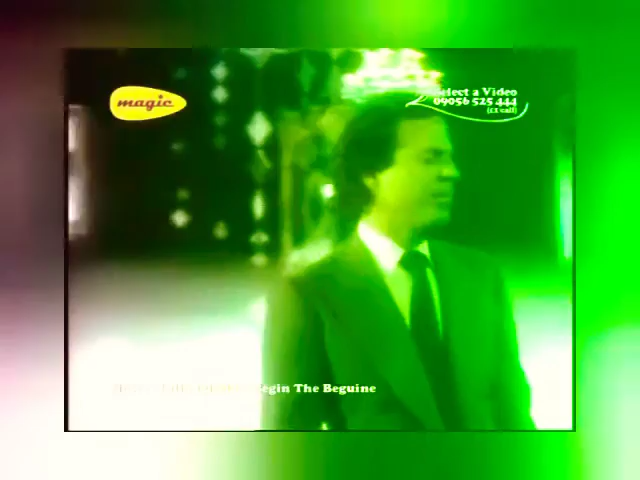 magic
Select a Video
09056 525 444
(£1/call)
Begin The Beguine